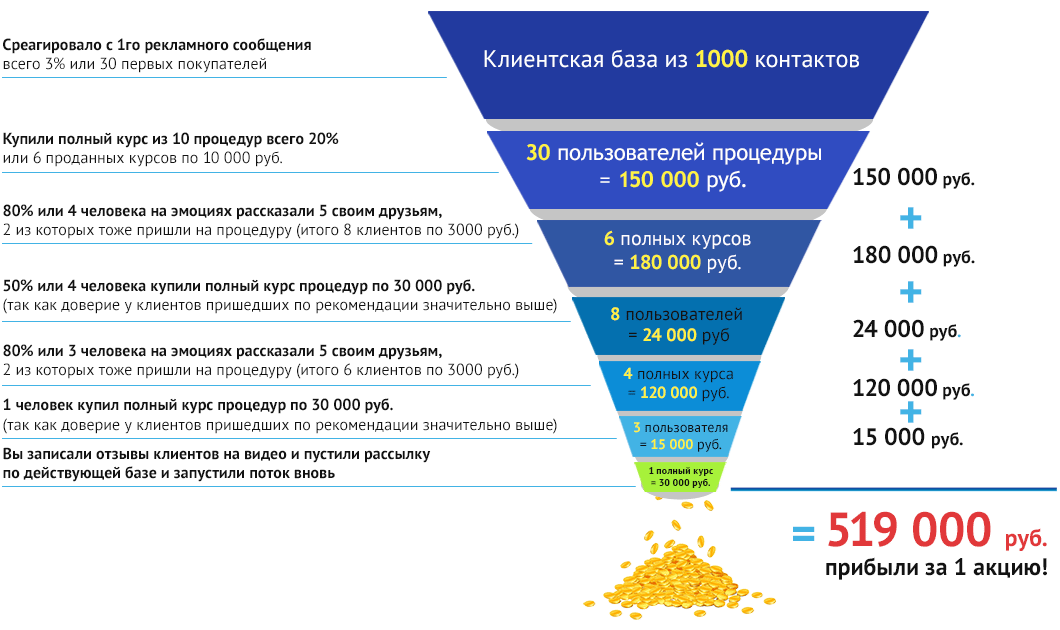 Среагировало с 1го рекламного сообщения
всего 3% или 30 первых покупателей
Купили полный курс из 10 процедур всего 20%
или 6 проданных курсов по 10 000 руб.
80% или 4 человека на эмоциях рассказали 5 своим друзьям,
2 из которых тоже пришли на процедуру (итого 8 клиентов по 3000 руб.)
50% или 4 человека купили полный курс процедур по 30 000 руб.
(так как доверие у клиентов пришедших по рекомендации значительно выше)
80% или 3 человека на эмоциях рассказали 5 своим друзьям,
2 из которых тоже пришли на процедуру (итого 6 клиентов по 3000 руб.)
1 человек купил полный курс процедур по 30 000 руб.
(так как доверие у клиентов пришедших по рекомендации значительно выше)
Вы записали отзывы клиентов на видео и пустили рассылку
по действующей базе и запустили поток вновь
Клиентская база из 1000 контактов
30 пользователей процедуры
= 150 000 руб.
6 полных курсов
= 180 000 руб.
8 пользователей
= 24 000 руб
4 полных курса
= 120 000 руб.
3 пользователя
= 15 000 руб.
1 полный курс
= 30 000 руб.
150 000 руб.
+
180 000 руб.
+
24 000 руб.
+
120 000 руб.
+
15 000 руб.
= 519 000 руб.
прибыли за 1 акцию!